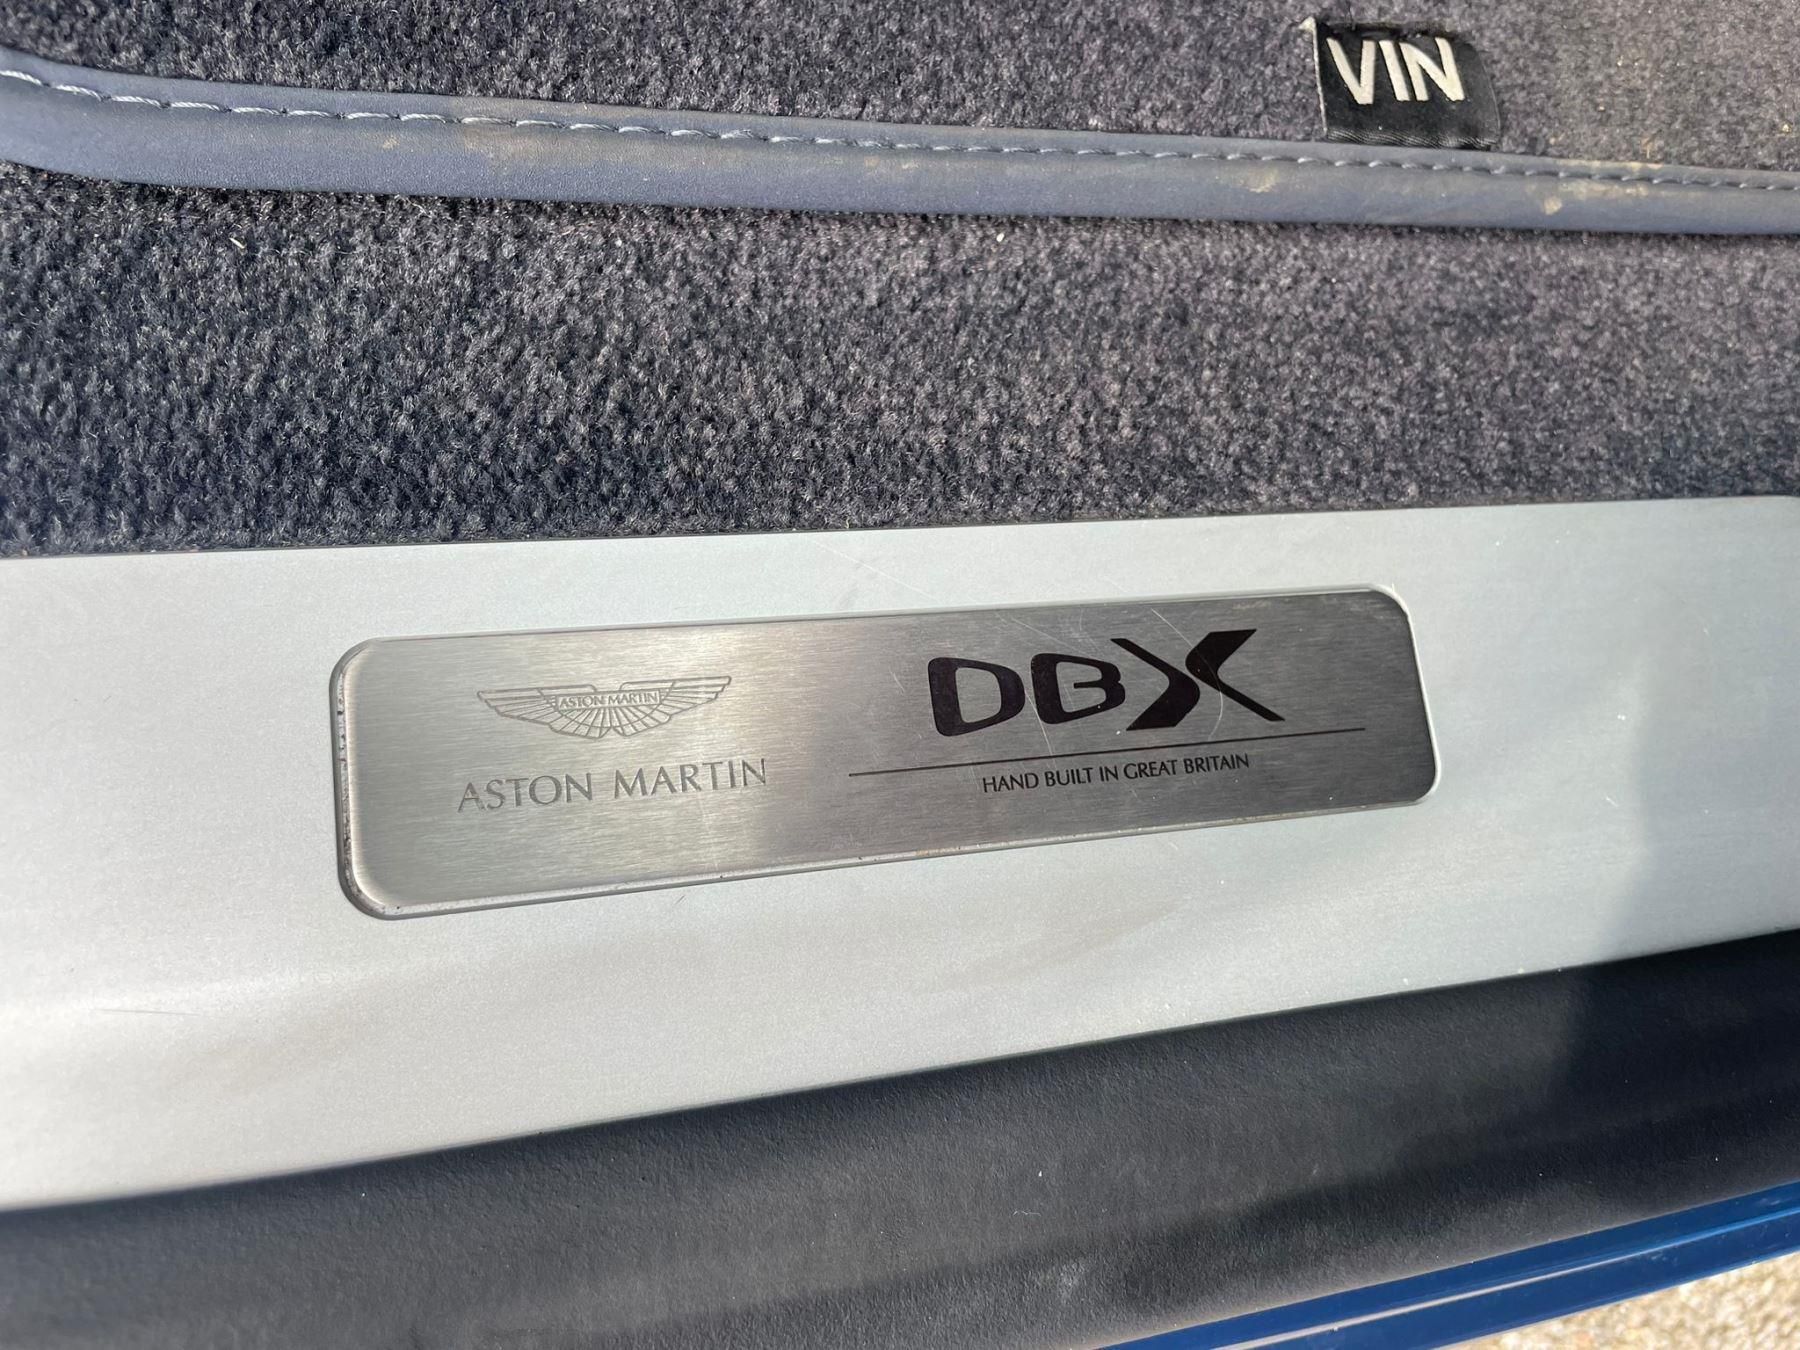 VIN
ASTON MARTIN
ASTON MARTIN
DBX
HAND BUILT IN GREAT BRITAIN